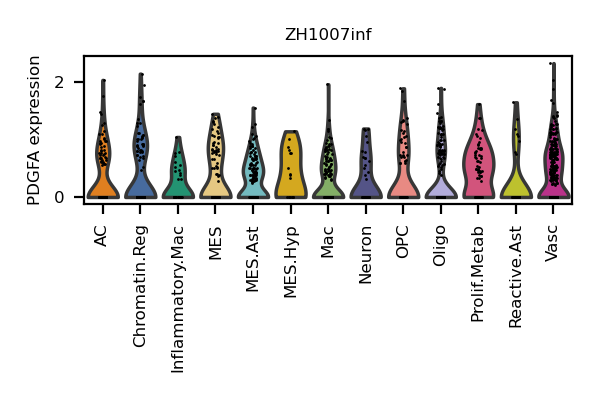 ZH1007inf
PDGFA expression
2
0
AC
Chromatin.Reg
Inflammatory.Mac
MES
MES.Ast
MES.Hyp
Mac
Neuron
OPC
Oligo
Prolif.Metab
Reactive.Ast
Vasc